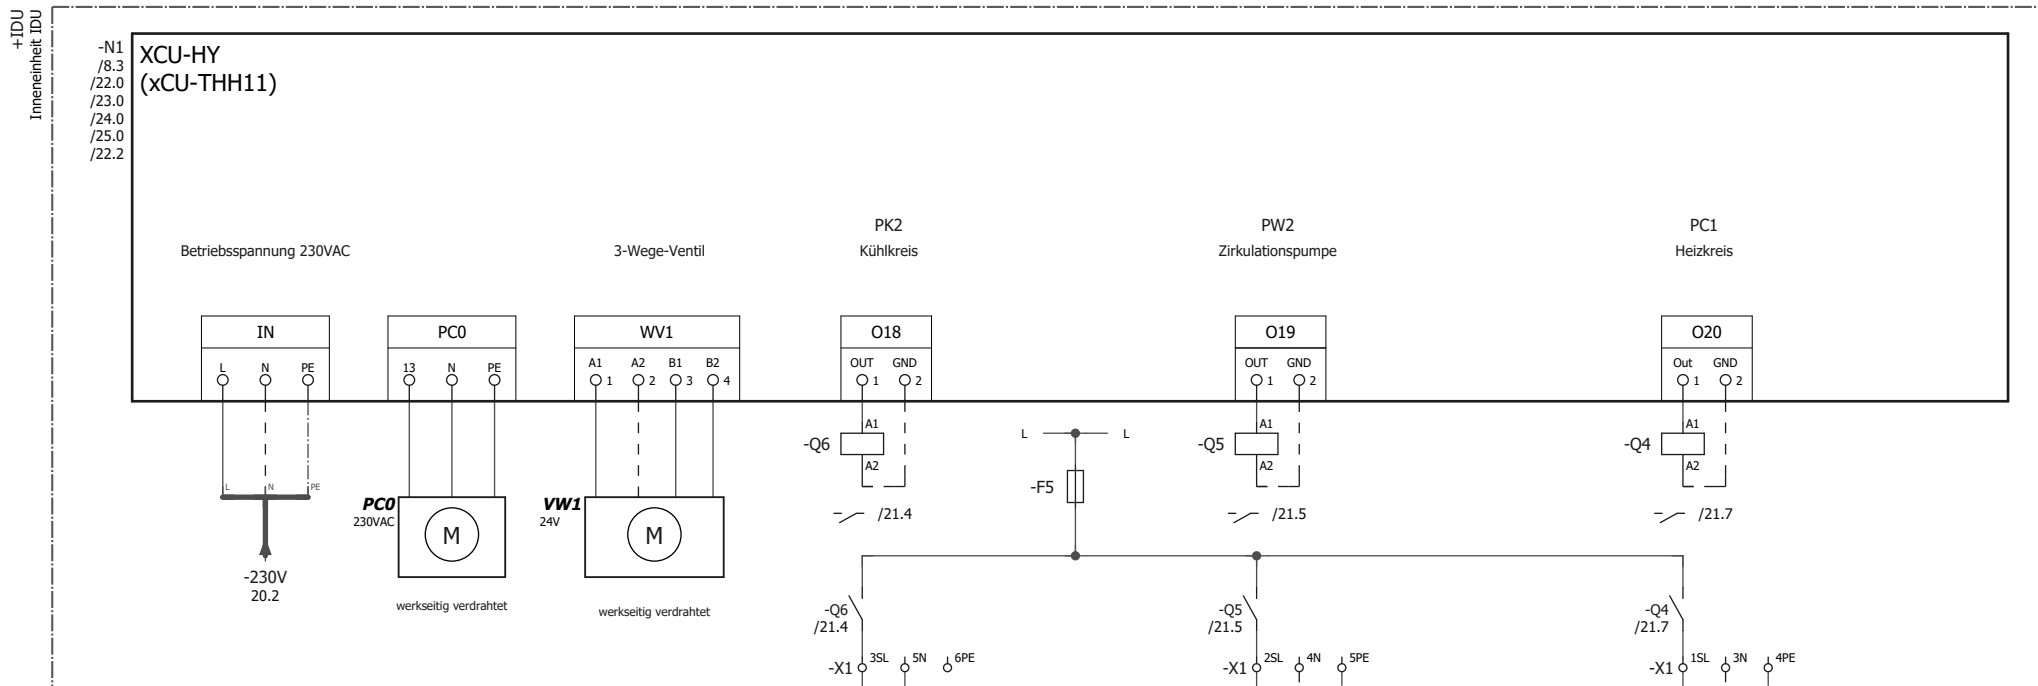 +IDU
Inneneinheit IDU
-N1
/8.3
/22.0
/23.0
/24.0
/25.0
/22.2
XCU-HY
(xCU-THH11)
PK2
PW2
PC1
Betriebsspannung 230VAC
3-Wege-Ventil
Kühlkreis
Zirkulationspumpe
Heizkreis
IN
PC0
WV1
O18
O19
O20
L N PE
13 N PE
A1 A2 B1 B2
1 2 3 4
OUT GND
1 2
OUT GND
1 2
Out GND
1 2
-Q6
A1
A2
L L
-F5
-Q5
A1
A2
-Q4
A1
A2
L N PE
PC0
230VAC
M
VW1
24V
M
/21.4
/21.5
/21.7
-230V
20.2
werkseitig verdrahtet
werkseitig verdrahtet
-Q6
/21.4
-Q5
/21.5
-Q4
/21.7
-X1 3SL 5N 6PE
-X1 2SL 4N 5PE
-X1 1SL 3N 4PE